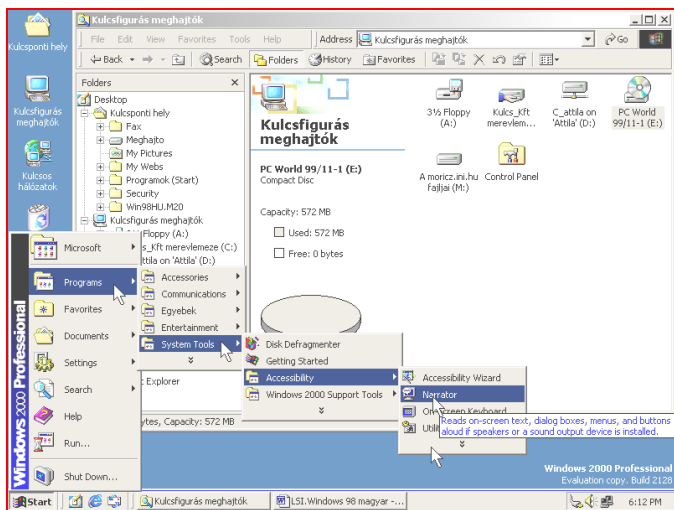 Kulcsfigurás meghajtók
File Edit View Favorites Tools Help Address Kulcsfigurás meghajtók Go
Back Search Folders History Favorites
Kulcsponti hely
Kulcsfigurás
meghajtók
Kulcsos
hálózatok
Folders
Desktop
Kulcsponti hely
Fax
Meghajto
My Pictures
My Webs
Programok (Start)
Security
Win98HU.M20
Kulcsfigurás meghajtók
Floppy (A:)
s_Kft merevlemeze (C:)
ttila on 'Attila' (D:)
Kulcsfigurás
meghajtók
PC World 99/11-1 (E:)
Compact Disc
Capacity: 572 MB
Used: 572 MB
Free: 0 bytes
3½ Floppy
(A:)
Kulcs_Kft
merevlem...
C_attila on
'Attila' (D:)
PC World
99/11-1 (E:)
A moricz.ini.hu
fajljai (M:)
Control Panel
Windows 2000 Professional
Microsoft
Programs
Favorites
Documents
Settings
Search
Help
Run...
Shut Down...
Accessories
Communications
Egyebek
Entertainment
System Tools
Explorer
ytes, Capacity: 572 MB
Disk Defragmenter
Getting Started
Accessibility
Windows 2000 Support Tools
Accessibility Wizard
Narrator
On-Screen Keyboard
Utili
Reads on-screen text, dialog boxes, menus, and buttons
aloud if speakers or a sound output device is installed.
Windows 2000 Professional
Evaluation copy. Build 2128
Start Kulcsfigurás meghajtók LSI.Windows 98 magyar -... 6:12 PM